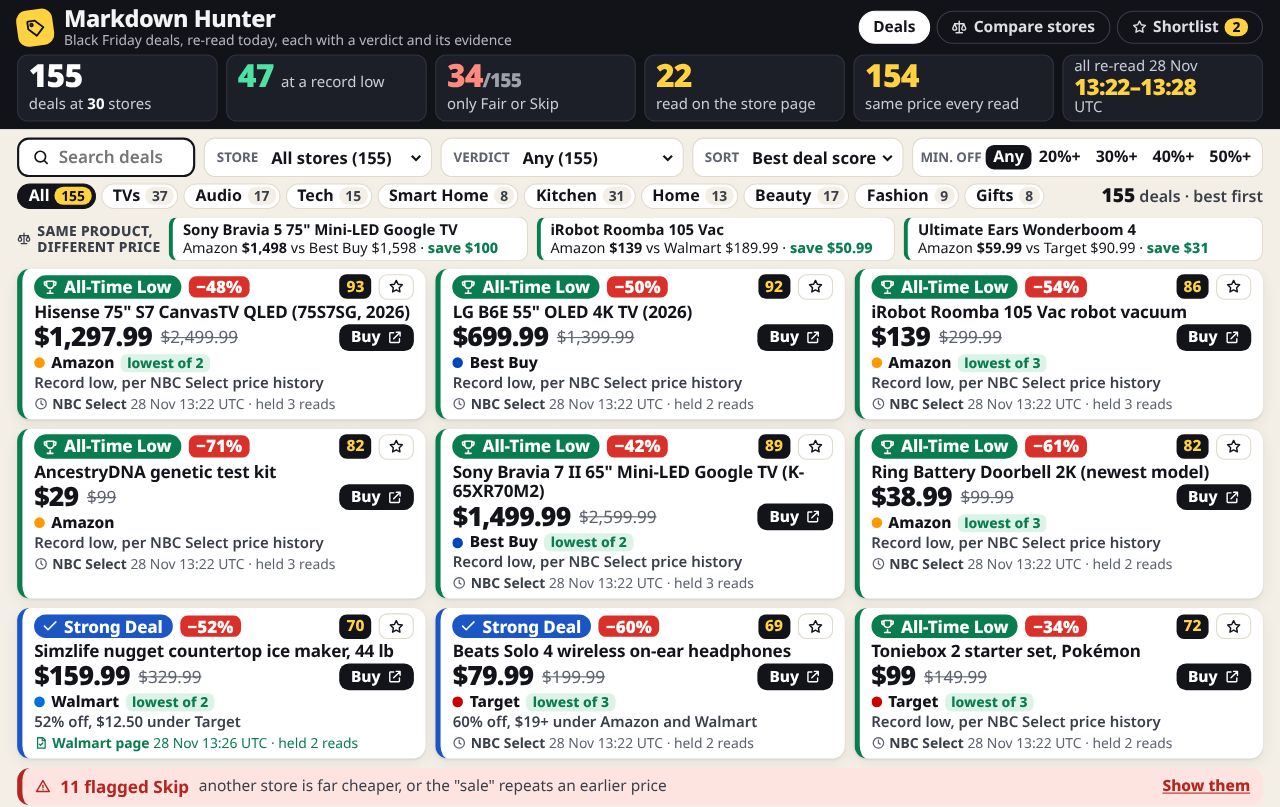 Markdown Hunter
Black Friday deals, re-read today, each with a verdict and its evidence
Deals
Compare stores
Shortlist 2
155
deals at 30 stores
47 at a record low
34/155
only Fair or Skip
22
read on the store page
154
same price every read
all re-read 28 Nov
13:22–13:28
UTC
Search deals
STORE All stores (155)
VERDICT Any (155)
SORT Best deal score
MIN. OFF Any 20%+ 30%+ 40%+ 50%+
All 155
TVs 37
Audio 17
Tech 15
Smart Home 8
Kitchen 31
Home 13
Beauty 17
Fashion 9
Gifts 8
155 deals · best first
SAME PRODUCT,
DIFFERENT PRICE
Sony Bravia 5 75" Mini-LED Google TV
Amazon $1,498 vs Best Buy $1,598 · save $100
iRobot Roomba 105 Vac
Amazon $139 vs Walmart $189.99 · save $50.99
Ultimate Ears Wonderboom 4
Amazon $59.99 vs Target $90.99 · save $31
All-Time Low −48% 93
Hisense 75" S7 CanvasTV QLED (75S7SG, 2026)
$1,297.99 $2,499.99 Buy
Amazon lowest of 2
Record low, per NBC Select price history
NBC Select 28 Nov 13:22 UTC · held 3 reads
All-Time Low −50% 92
LG B6E 55" OLED 4K TV (2026)
$699.99 $1,399.99 Buy
Best Buy
Record low, per NBC Select price history
NBC Select 28 Nov 13:22 UTC · held 2 reads
All-Time Low −54% 86
iRobot Roomba 105 Vac robot vacuum
$139 $299.99 Buy
Amazon lowest of 3
Record low, per NBC Select price history
NBC Select 28 Nov 13:22 UTC · held 3 reads
All-Time Low −71% 82
AncestryDNA genetic test kit
$29 $99 Buy
Amazon
Record low, per NBC Select price history
NBC Select 28 Nov 13:22 UTC · held 3 reads
All-Time Low −42% 89
Sony Bravia 7 II 65" Mini-LED Google TV (K-
65XR70M2)
$1,499.99 $2,599.99 Buy
Best Buy lowest of 2
Record low, per NBC Select price history
NBC Select 28 Nov 13:22 UTC · held 3 reads
All-Time Low −61% 82
Ring Battery Doorbell 2K (newest model)
$38.99 $99.99 Buy
Amazon lowest of 3
Record low, per NBC Select price history
NBC Select 28 Nov 13:22 UTC · held 2 reads
Strong Deal −52% 70
Simzlife nugget countertop ice maker, 44 lb
$159.99 $329.99 Buy
Walmart lowest of 2
52% off, $12.50 under Target
Walmart page 28 Nov 13:26 UTC · held 2 reads
Strong Deal −60% 69
Beats Solo 4 wireless on-ear headphones
$79.99 $199.99 Buy
Target lowest of 3
60% off, $19+ under Amazon and Walmart
NBC Select 28 Nov 13:22 UTC · held 2 reads
All-Time Low −34% 72
Toniebox 2 starter set, Pokémon
$99 $149.99 Buy
Target lowest of 3
Record low, per NBC Select price history
NBC Select 28 Nov 13:22 UTC · held 2 reads
11 flagged Skip another store is far cheaper, or the "sale" repeats an earlier price
Show them